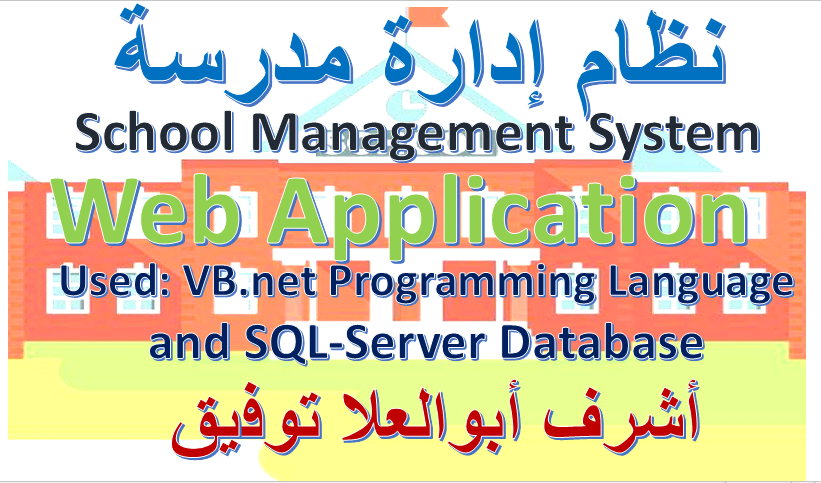 نظام إدارة مدرسة
School Management System
Web Application
Used: VB.net Programming Language
and SQL-Server Database
أشرف أبوالعلا توفيق